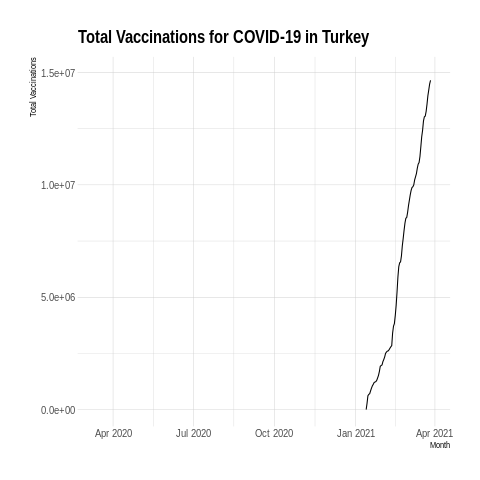 Total Vaccinations for COVID-19 in Turkey
Total Vaccinations
1.5e+07
1.0e+07
5.0e+06
0.0e+00
Apr 2020 Jul 2020 Oct 2020 Jan 2021 Apr 2021
Month